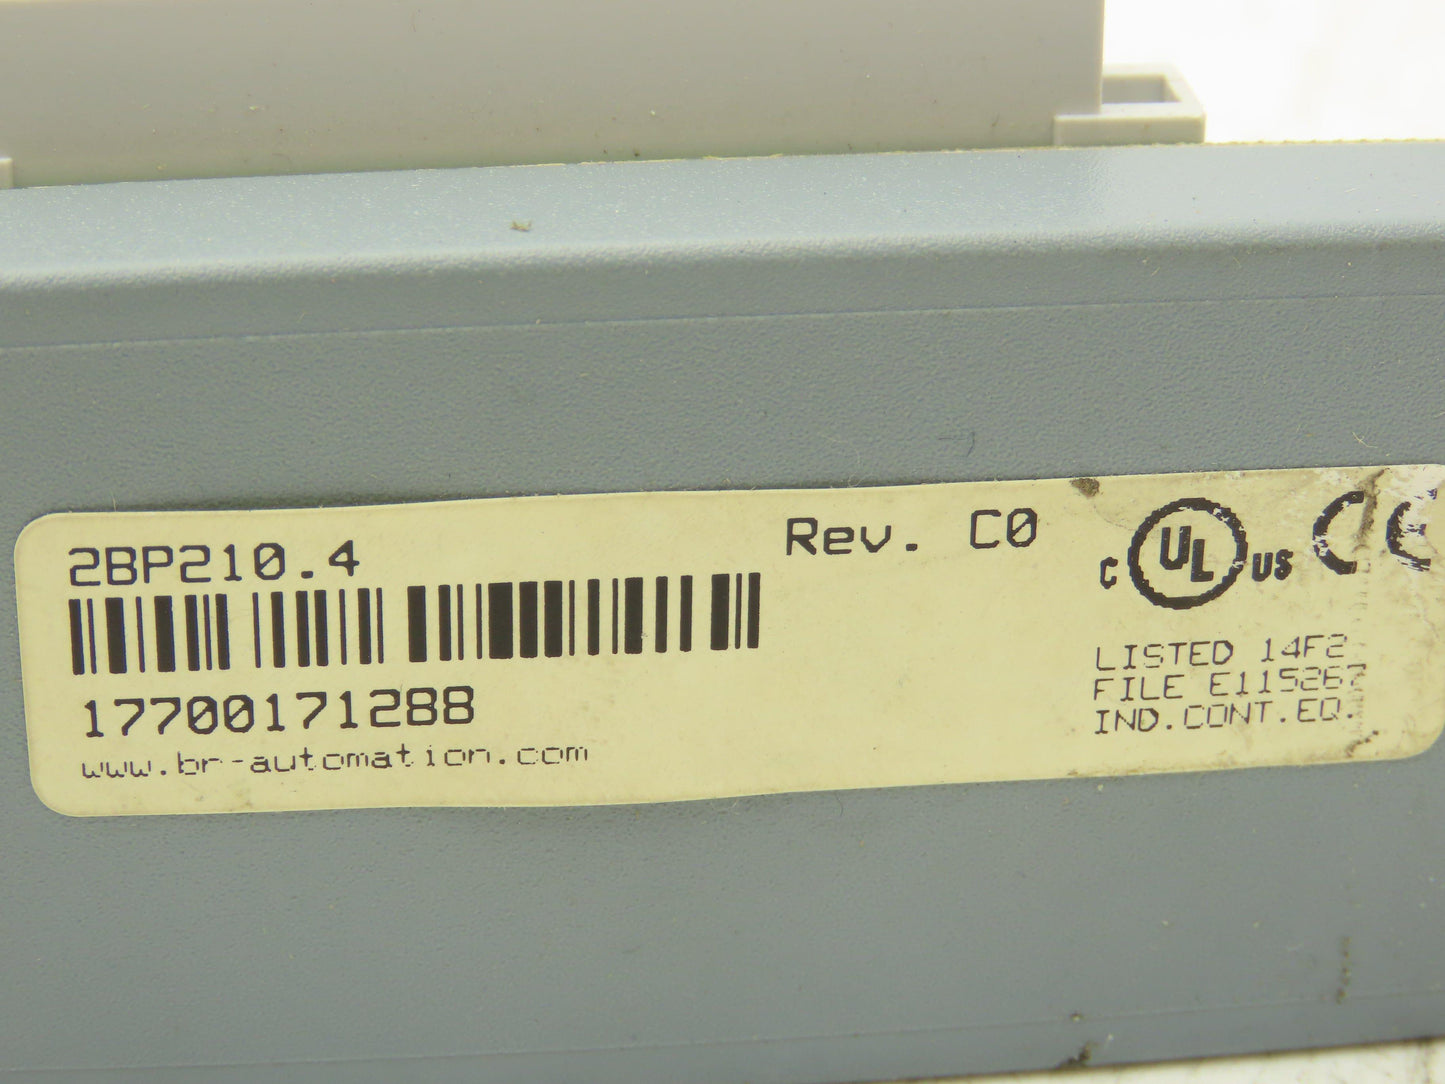 2BP210.4
Rev. C0
17700171288
www.br-automation.com
c UL US CE
LISTED 14F2
FILE E115267
IND.CONT.EQ.